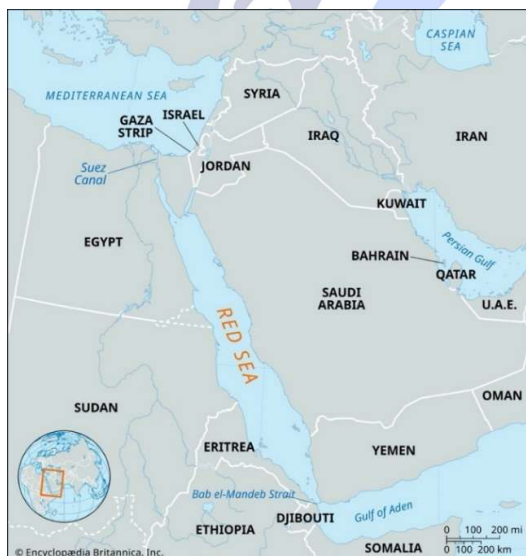 CASPIAN
SEA
MEDITERRANEAN SEA
SYRIA
GAZA
STRIP
ISRAEL
IRAQ
IRAN
Suez
Canal
JORDAN
KUWAIT
Persian Gulf
EGYPT
BAHRAIN
QATAR
SAUDI
ARABIA
U.A.E.
RED SEA
OMAN
SUDAN
ERITREA
YEMEN
Bab el-Mandeb Strait
Gulf of Aden
DJIBOUTI
ETHIOPIA
SOMALIA
0 100 200 mi
0 100 200 km
© Encyclopædia Britannica, Inc.